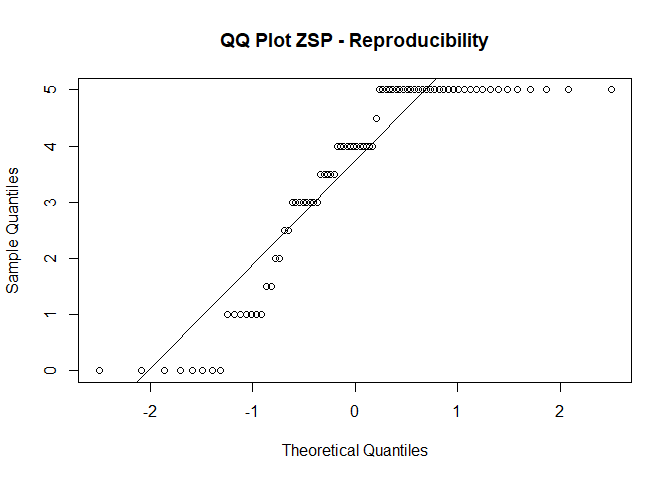 QQ Plot ZSP - Reproducibility
5
4
3
2
1
0
Sample Quantiles
-2 -1 0 1 2
Theoretical Quantiles